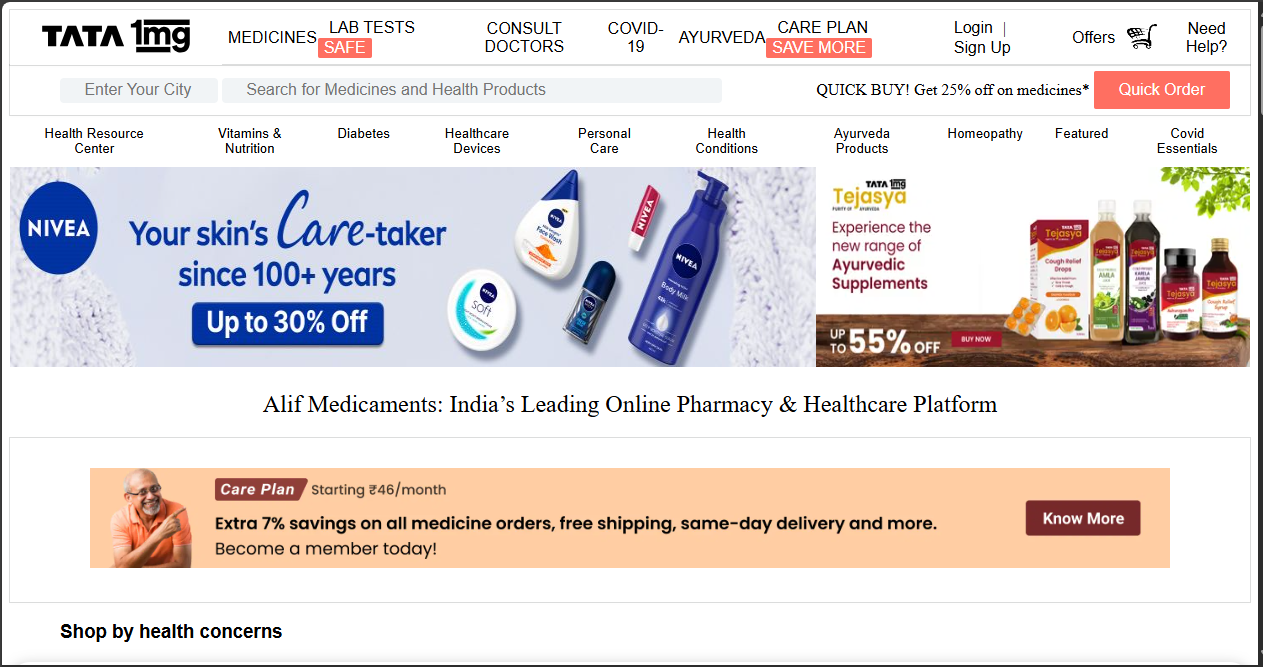 TATA 1mg
MEDICINES
LAB TESTS
SAFE
CONSULT
DOCTORS
COVID-
19
AYURVEDA
CARE PLAN
SAVE MORE
Login |
Sign Up
Offers
Need
Help?
Enter Your City
Search for Medicines and Health Products
QUICK BUY! Get 25% off on medicines*
Quick Order
Health Resource
Center
Vitamins &
Nutrition
Diabetes
Healthcare
Devices
Personal
Care
Health
Conditions
Ayurveda
Products
Homeopathy
Featured
Covid
Essentials
NIVEA
Your skin's Care-taker
since 100+ years
Up to 30% Off
NIVEA
Face Wash
NIVEA
NIVEA
Soft
NIVEA
Body Milk
TATA 1mg
Tejasya
PURITY OF AYURVEDA
Experience the
new range of
Ayurvedic
Supplements
UP
TO 55% OFF
BUY NOW
Tejasya
Cough Relief
Drops
AMLA
KARELA
JAMUN
Tejasya
Ashwagandha
Tejasya
Cough Relief
Syrup
Alif Medicaments: India’s Leading Online Pharmacy & Healthcare Platform
Care Plan Starting ₹46/month
Extra 7% savings on all medicine orders, free shipping, same-day delivery and more.
Become a member today!
Know More
Shop by health concerns